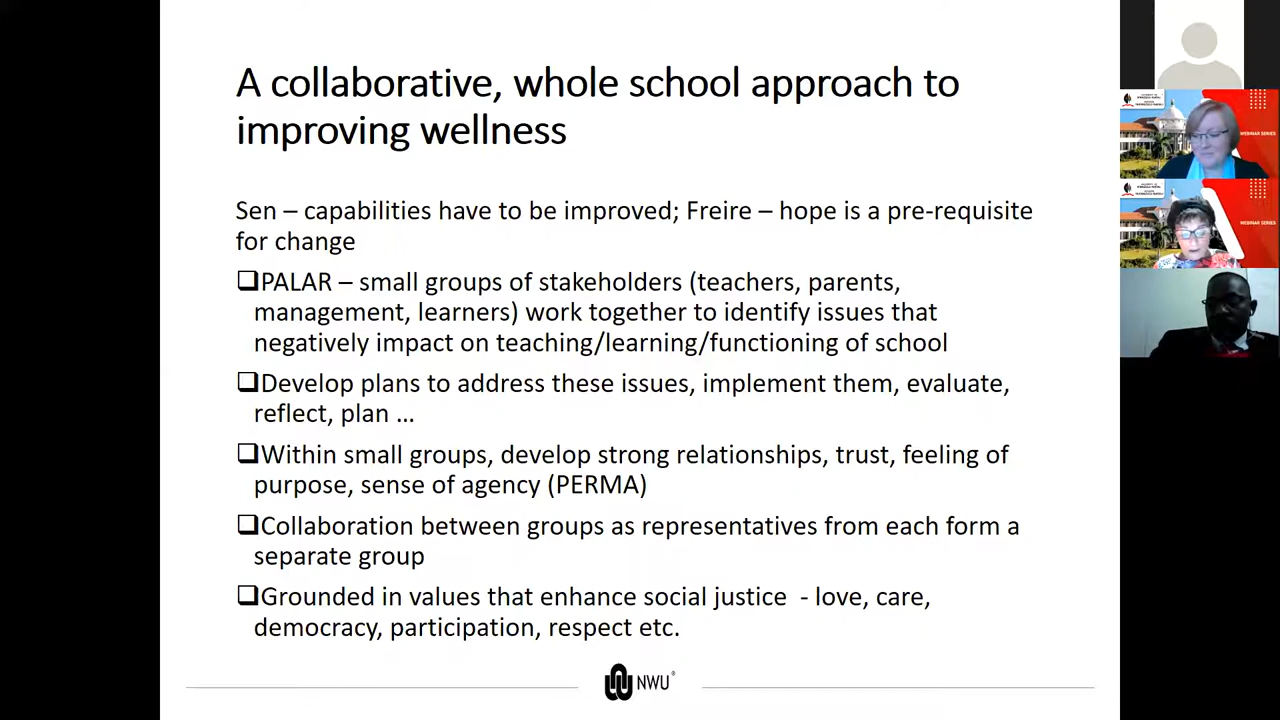 A collaborative, whole school approach to
improving wellness
Sen – capabilities have to be improved; Freire – hope is a pre-requisite
for change
❑PALAR – small groups of stakeholders (teachers, parents,
management, learners) work together to identify issues that
negatively impact on teaching/learning/functioning of school
❑Develop plans to address these issues, implement them, evaluate,
reflect, plan ...
❑Within small groups, develop strong relationships, trust, feeling of
purpose, sense of agency (PERMA)
❑Collaboration between groups as representatives from each form a
separate group
❑Grounded in values that enhance social justice  - love, care,
democracy, participation, respect etc.
NWU®
WEBINAR SERIES
WEBINAR SERIES